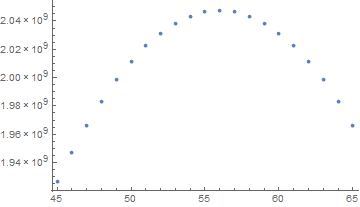 2.04 × 10⁹
2.02 × 10⁹
2.00 × 10⁹
1.98 × 10⁹
1.96 × 10⁹
1.94 × 10⁹
45 50 55 60 65